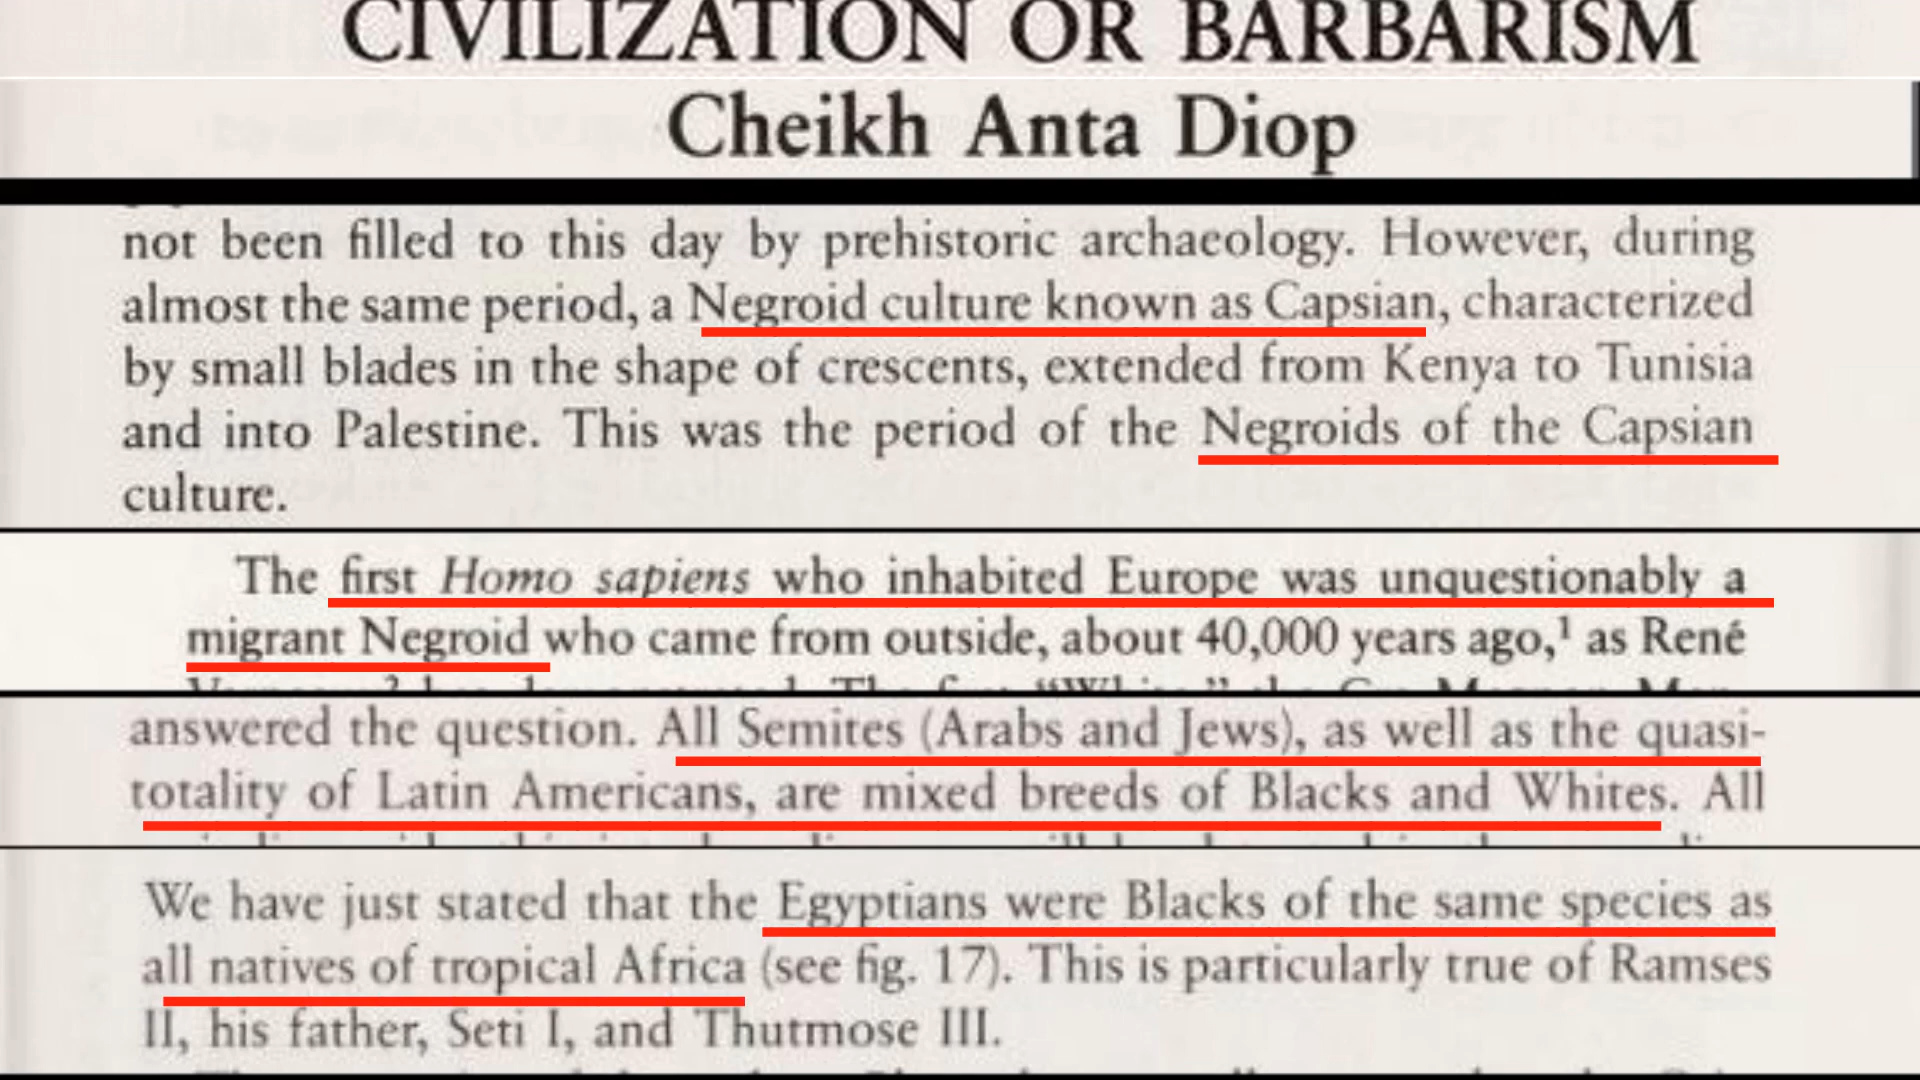 CIVILIZATION OR BARBARISM
Cheikh Anta Diop
not been filled to this day by prehistoric archaeology. However, during
almost the same period, a Negroid culture known as Capsian, characterized
by small blades in the shape of crescents, extended from Kenya to Tunisia
and into Palestine. This was the period of the Negroids of the Capsian
culture.
The first Homo sapiens who inhabited Europe was unquestionably a
migrant Negroid who came from outside, about 40,000 years ago,¹ as René
answered the question. All Semites (Arabs and Jews), as well as the quasi-
totality of Latin Americans, are mixed breeds of Blacks and Whites. All
We have just stated that the Egyptians were Blacks of the same species as
all natives of tropical Africa (see fig. 17). This is particularly true of Ramses
II, his father, Seti I, and Thutmose III.